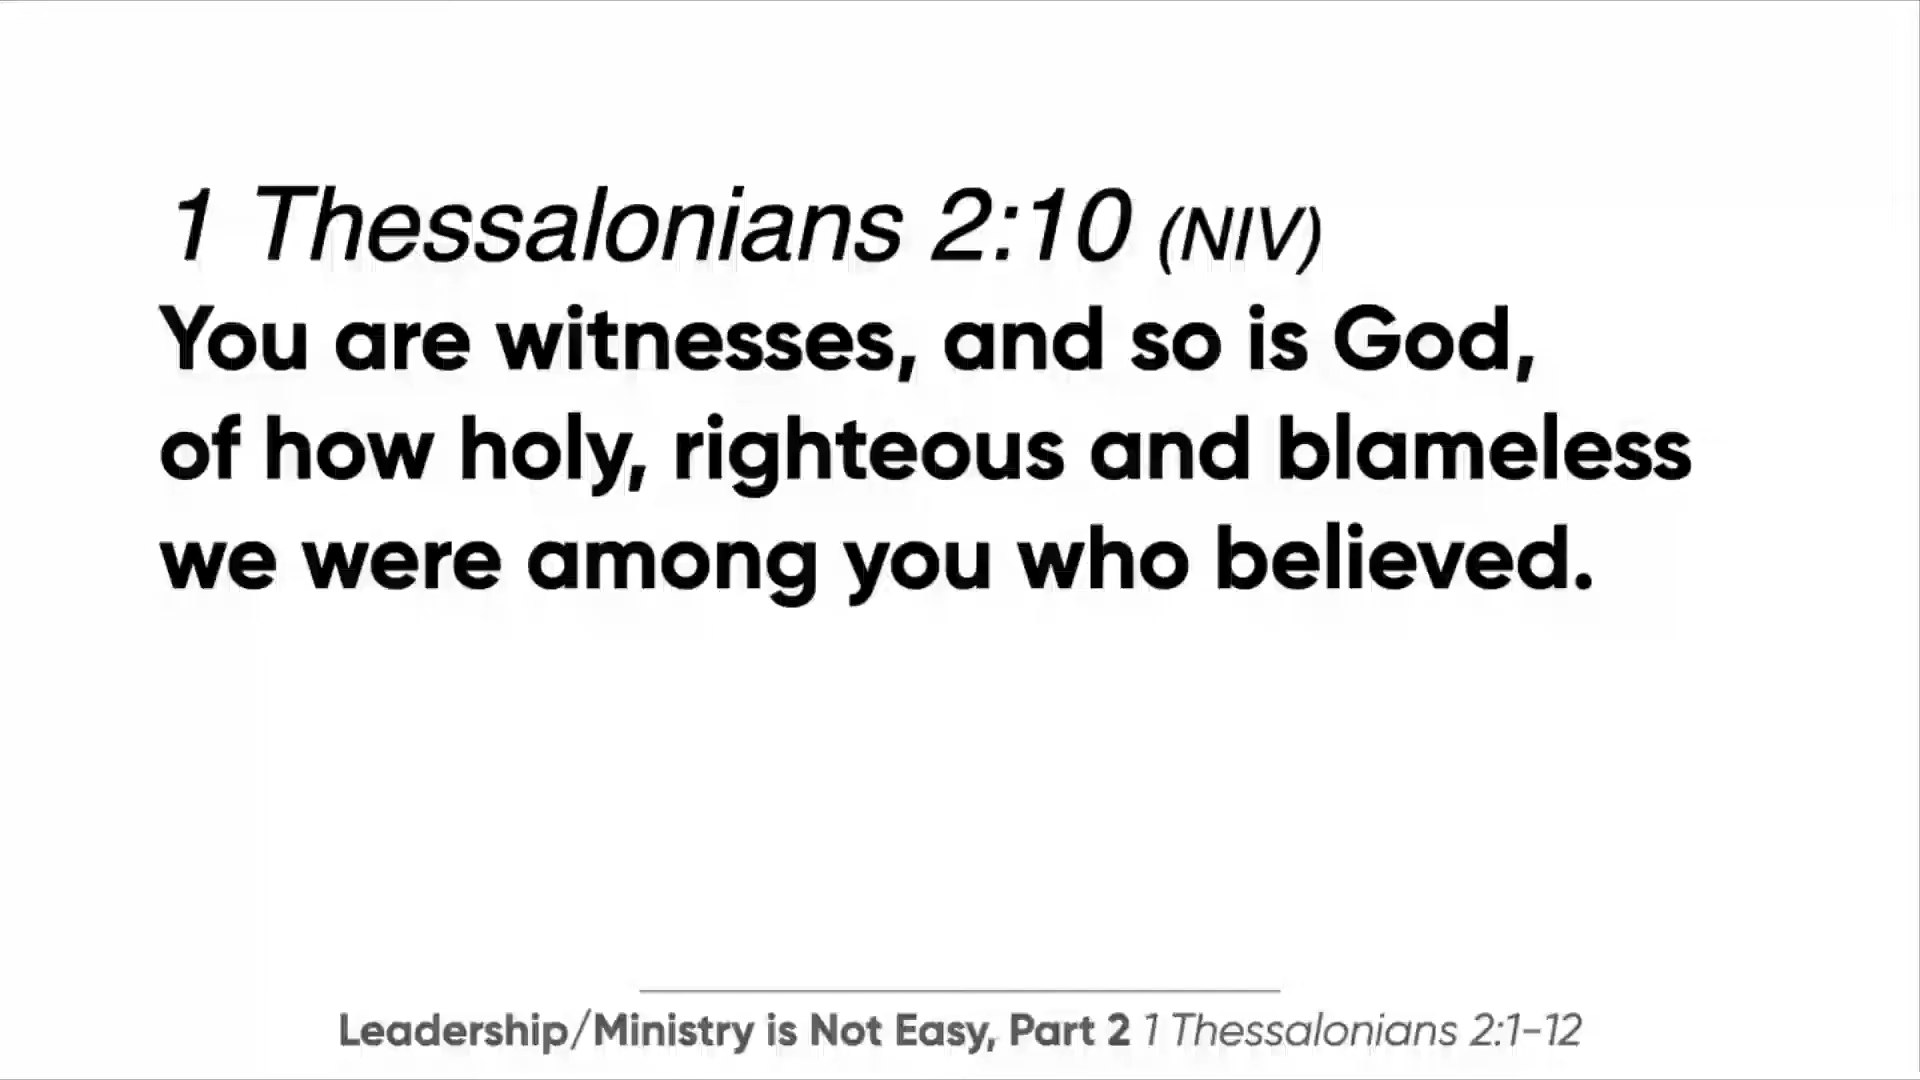 1 Thessalonians 2:10 (NIV)
You are witnesses, and so is God,
of how holy, righteous and blameless
we were among you who believed.
Leadership/Ministry is Not Easy, Part 2 1 Thessalonians 2:1–12